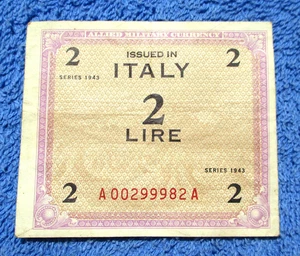 ALLIED MILITARY CURRENCY
2 ISSUED IN 2
SERIES 1943 ITALY
2
LIRE
SERIES 1943
2 A00299982A 2